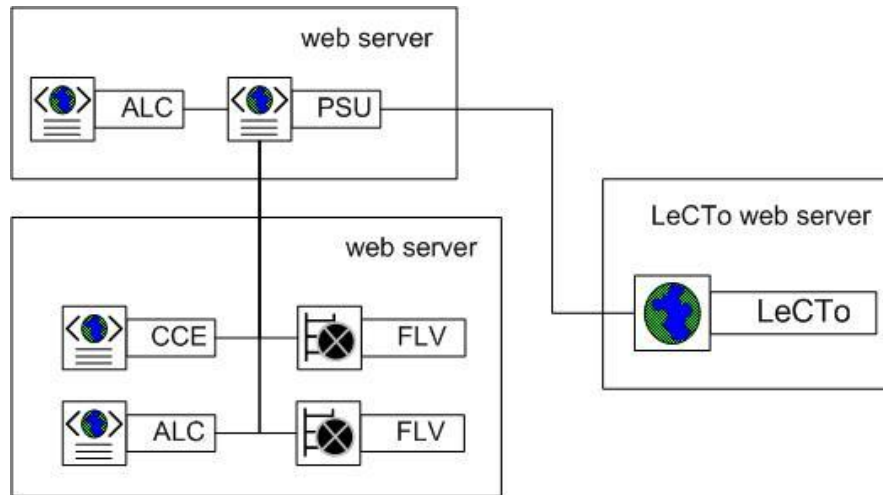 web server
ALC
PSU
LeCTo web server
LeCTo
web server
CCE
FLV
ALC
FLV